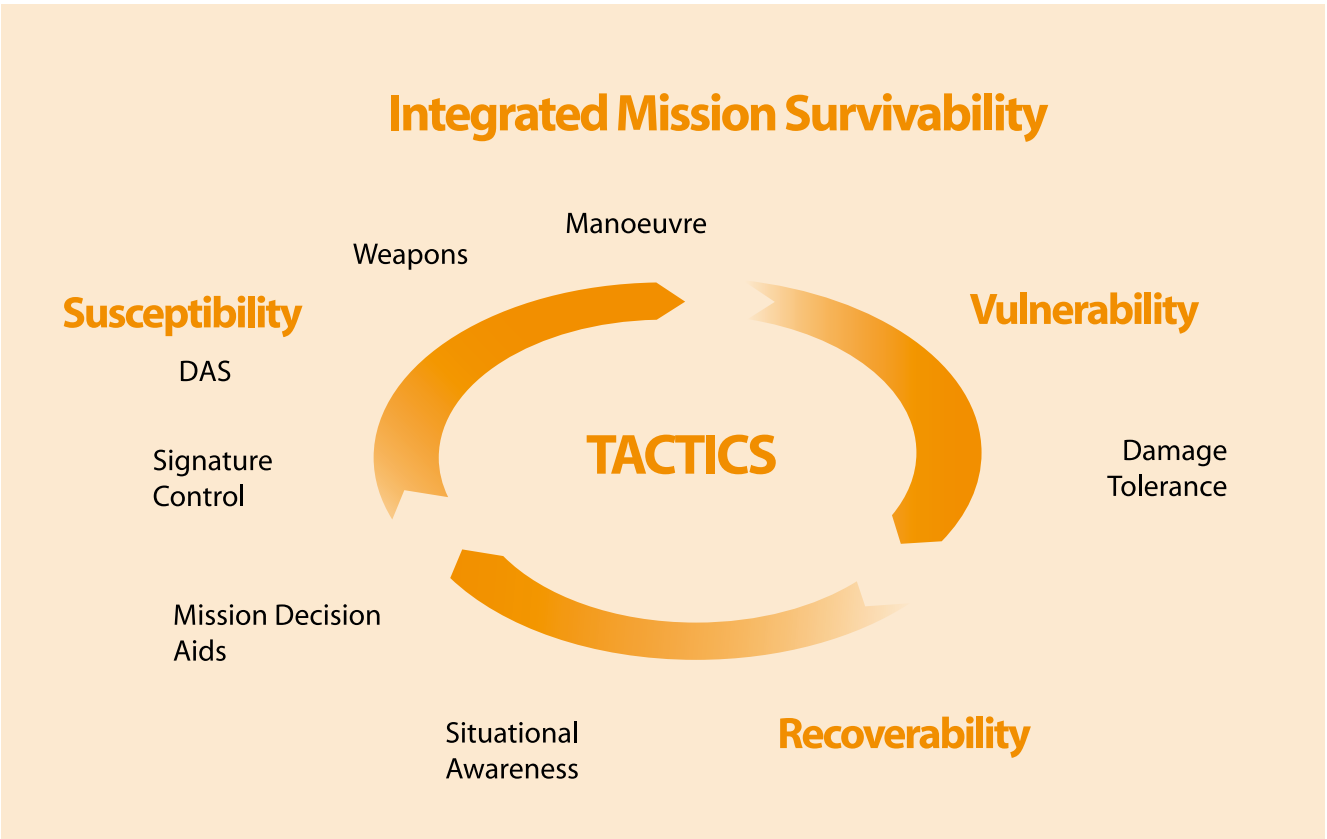 Integrated Mission Survivability
Manoeuvre
Weapons
Susceptibility
Vulnerability
DAS
TACTICS
Signature
Control
Damage
Tolerance
Mission Decision
Aids
Situational
Awareness
Recoverability